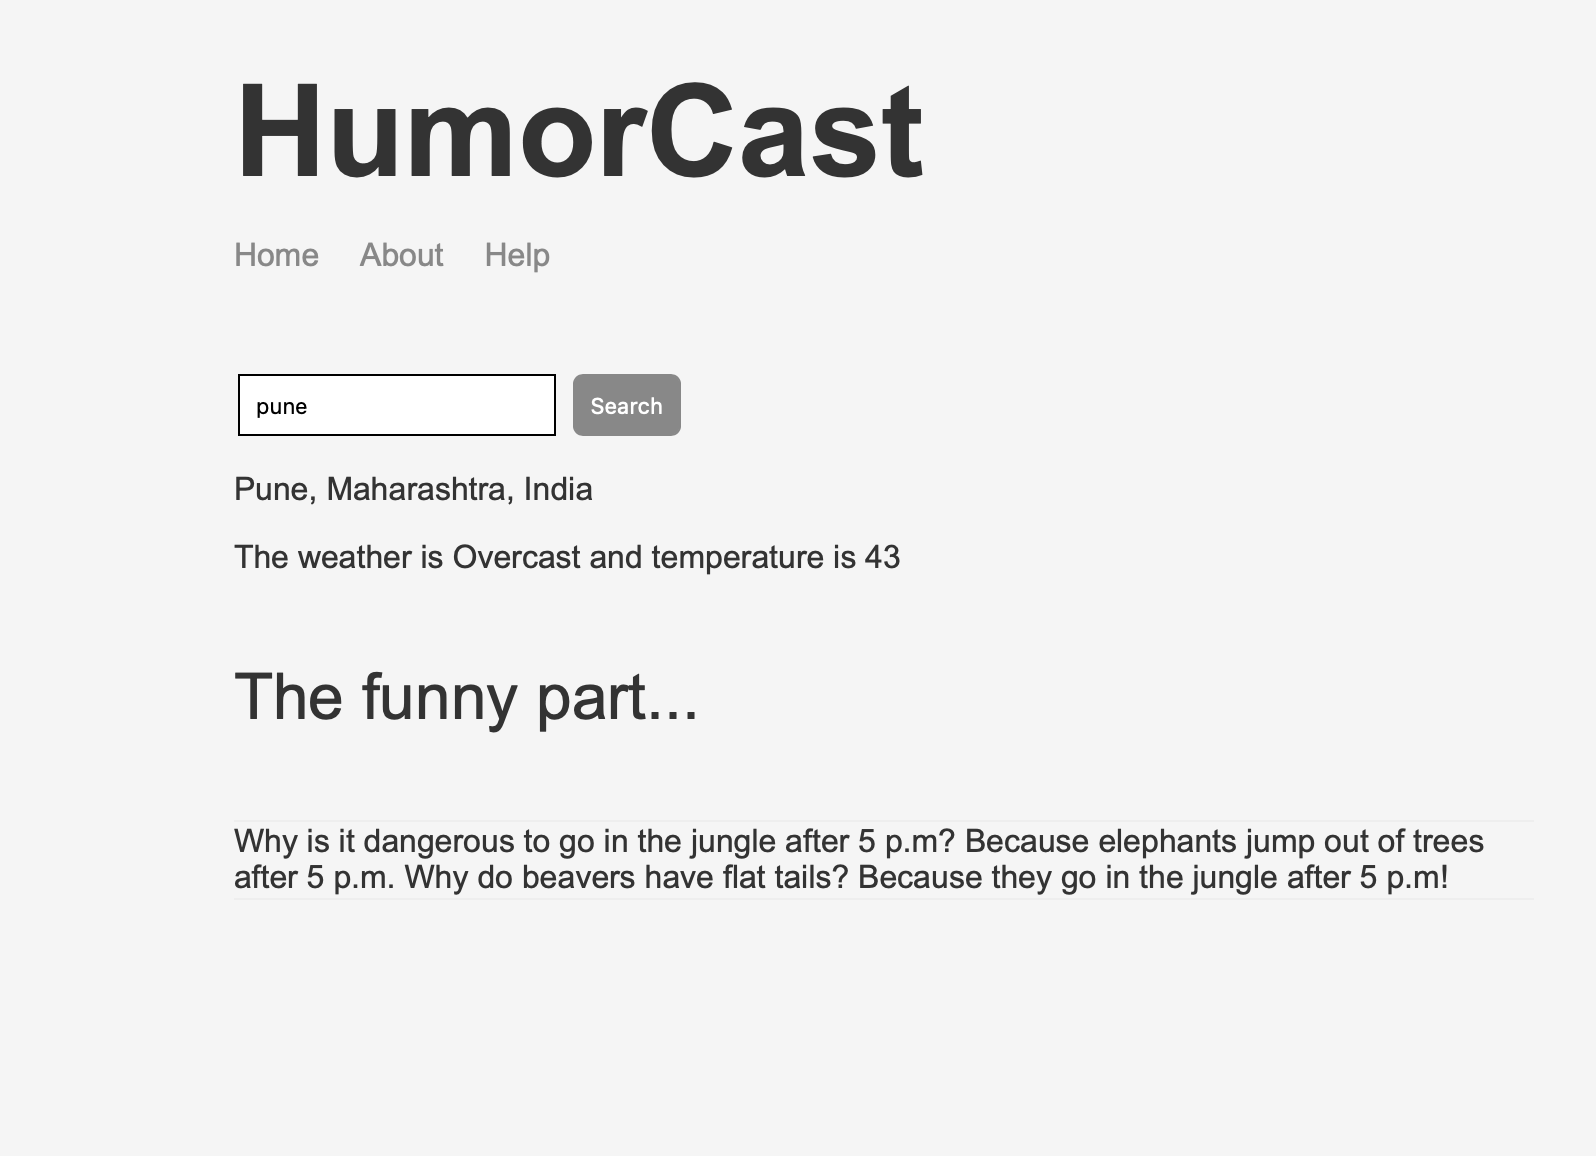 HumorCast
Home About Help
pune Search
Pune, Maharashtra, India
The weather is Overcast and temperature is 43
The funny part...
Why is it dangerous to go in the jungle after 5 p.m? Because elephants jump out of trees
after 5 p.m. Why do beavers have flat tails? Because they go in the jungle after 5 p.m!